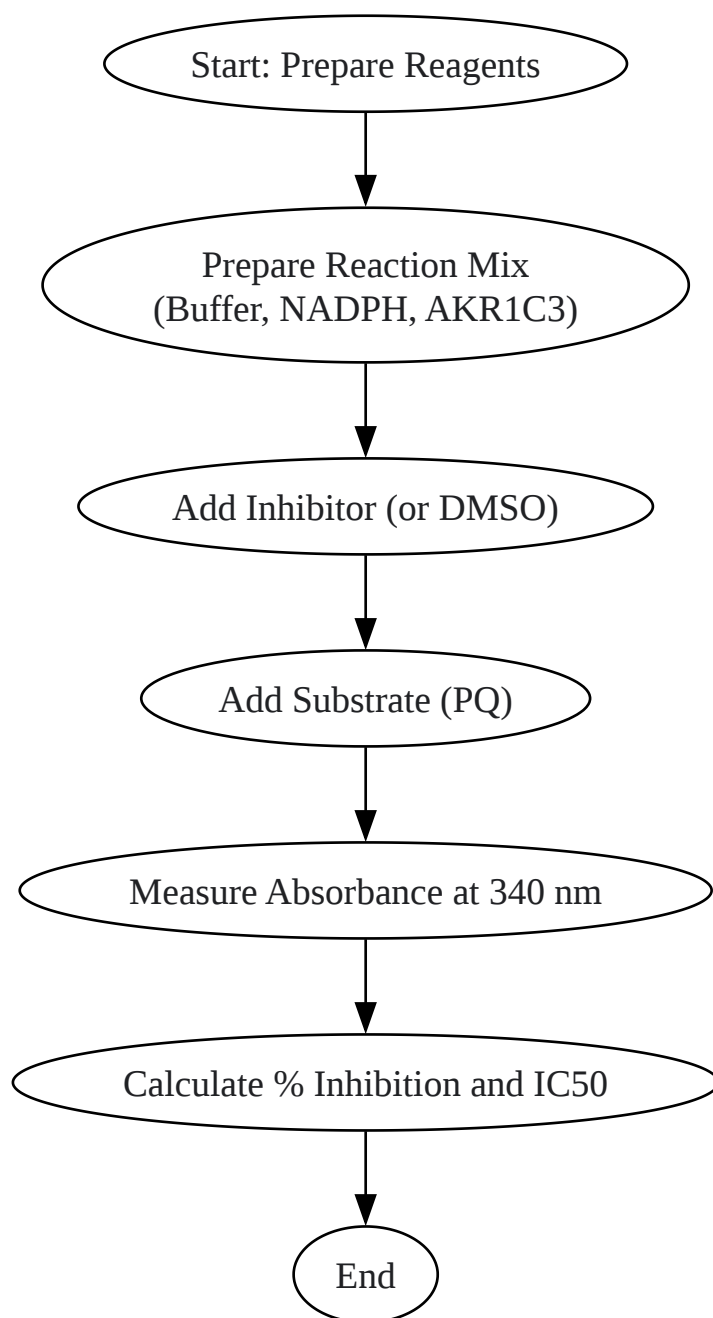 Start: Prepare Reagents
Prepare Reaction Mix
(Buffer, NADPH, AKR1C3)
Add Inhibitor (or DMSO)
Add Substrate (PQ)
Measure Absorbance at 340 nm
Calculate % Inhibition and IC50
End